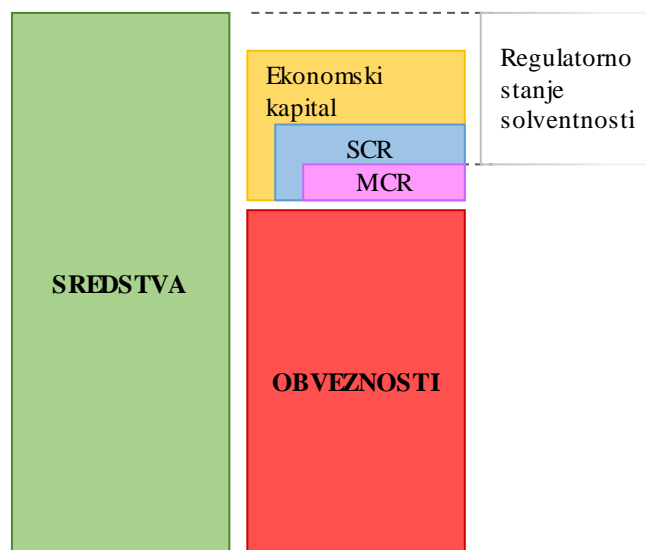 Ekonomski
kapital
SCR
MCR
Regulatorno
stanje
solventnosti
SREDSTVA
OBVEZNOSTI